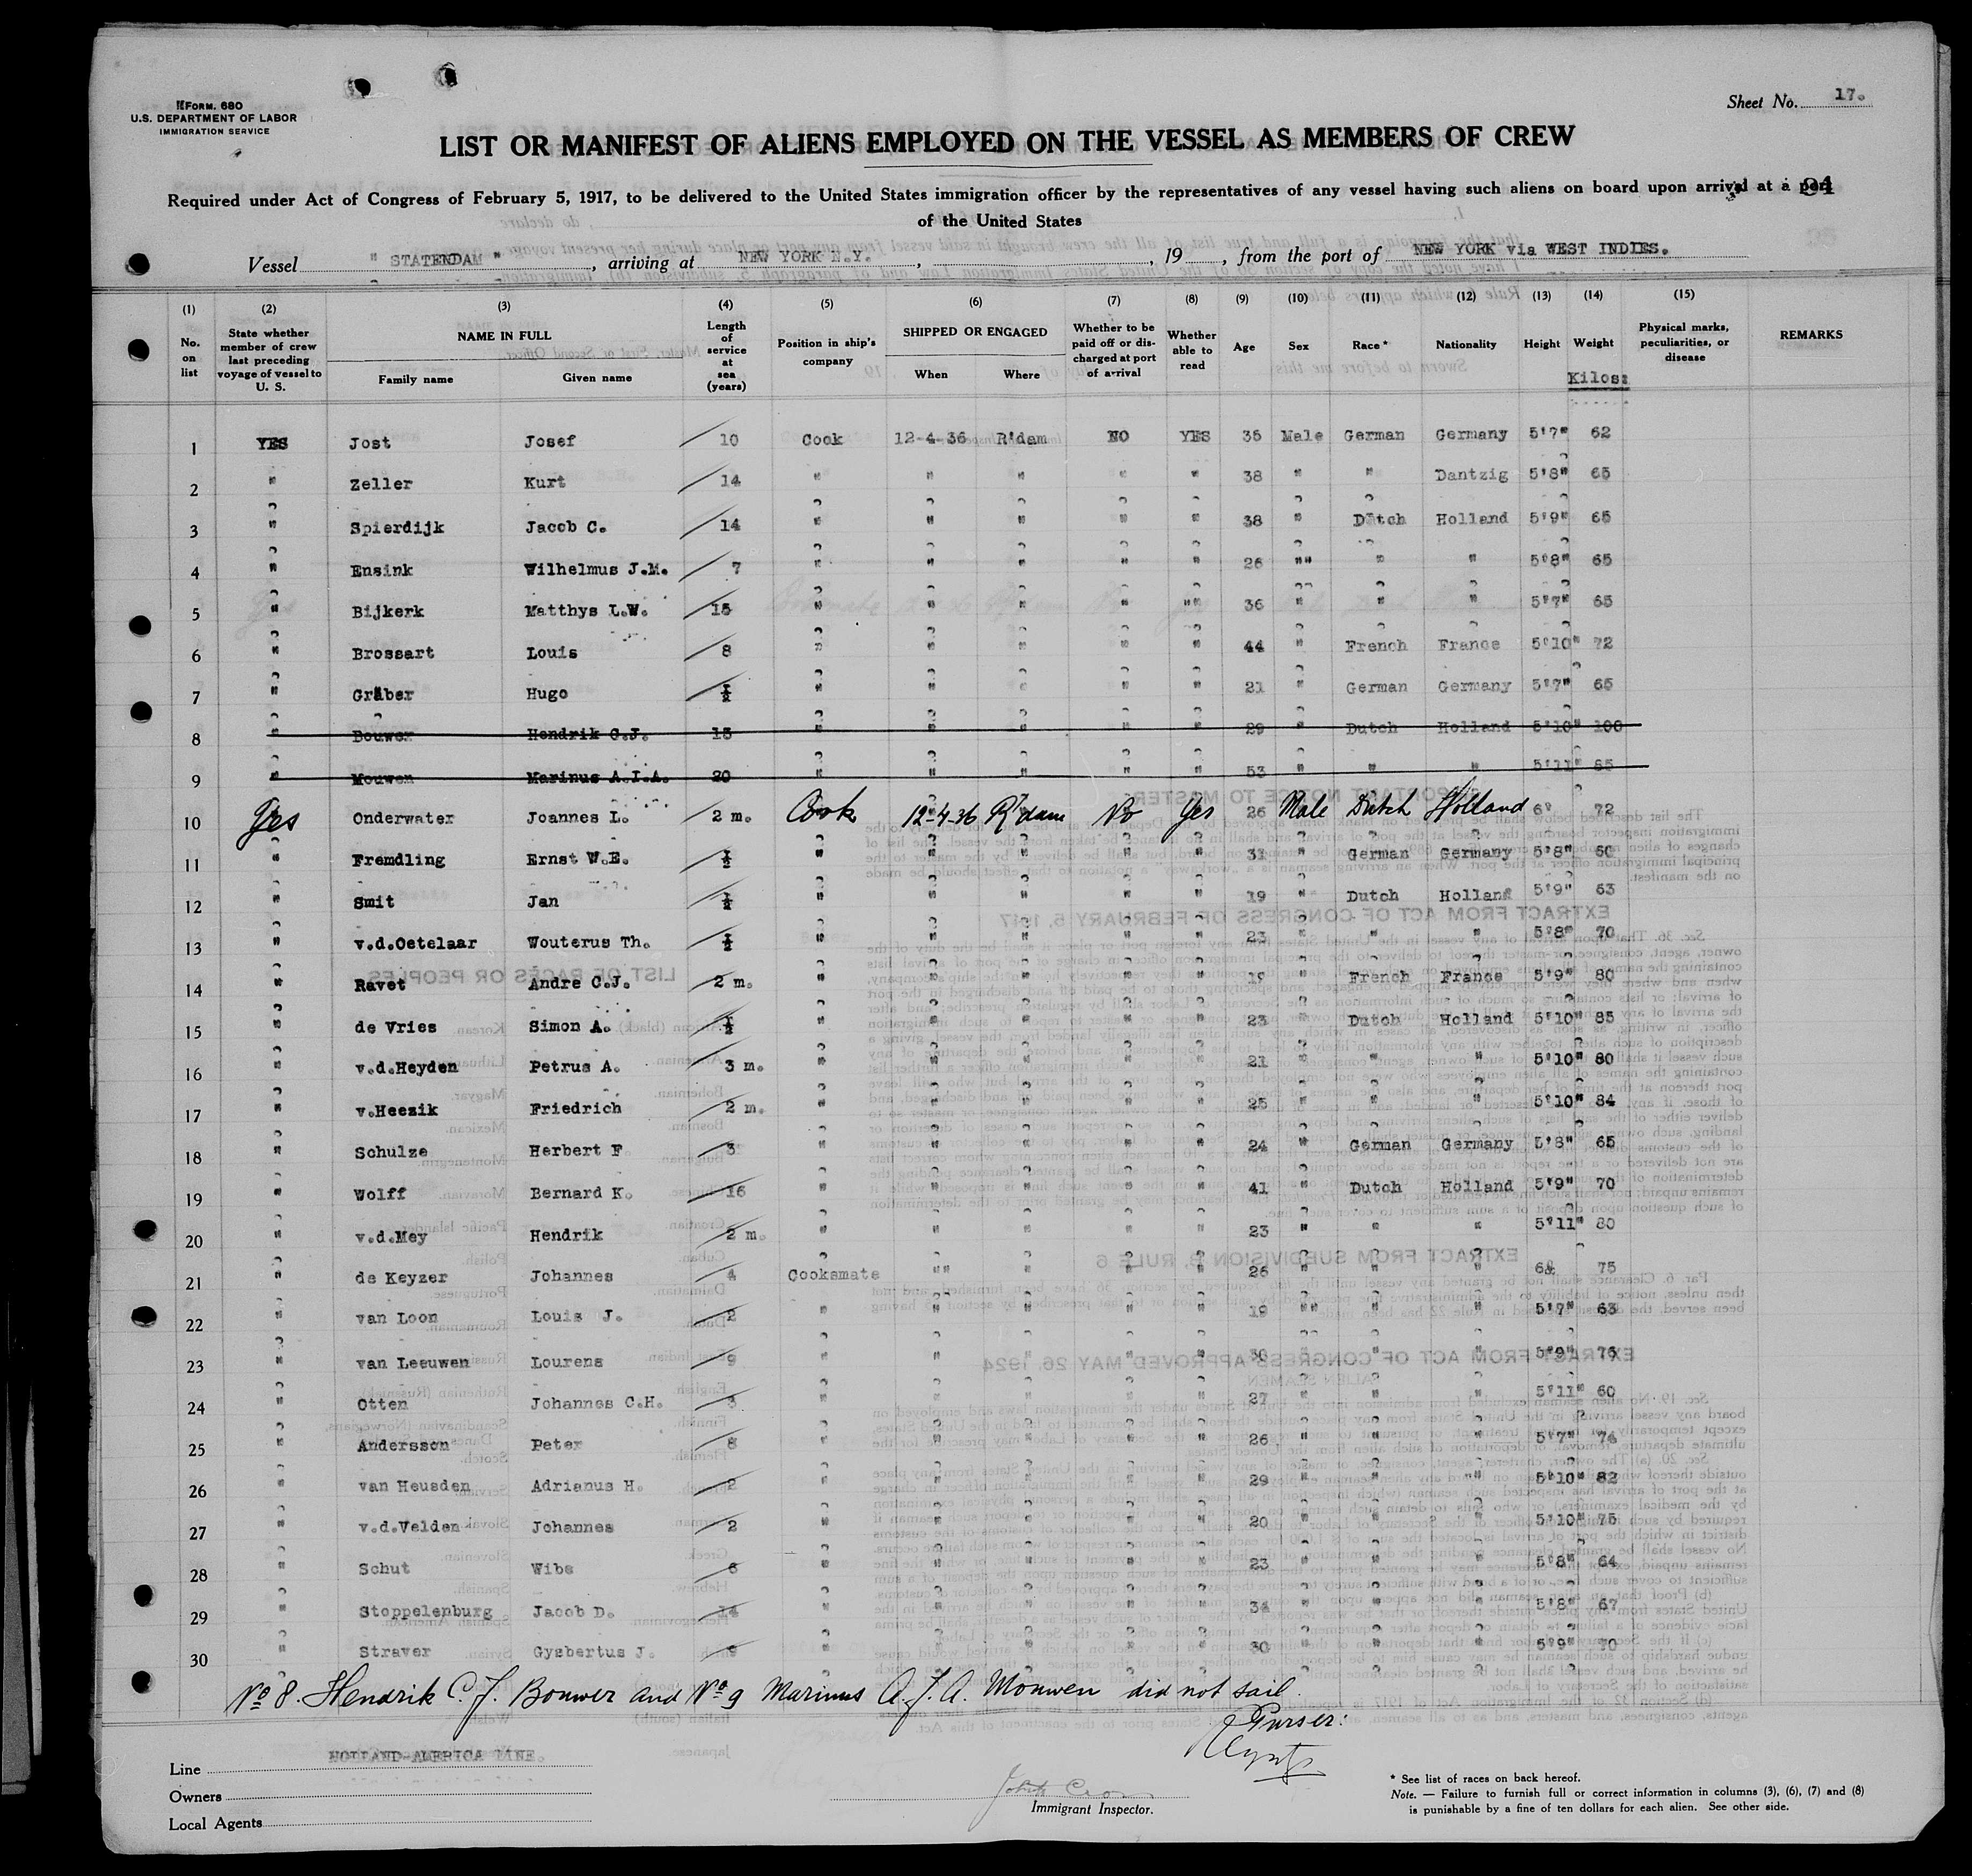 FORM. 680
U.S. DEPARTMENT OF LABOR
IMMIGRATION SERVICE
Sheet No. 17.
LIST OR MANIFEST OF ALIENS EMPLOYED ON THE VESSEL AS MEMBERS OF CREW
Required under Act of Congress of February 5, 1917, to be delivered to the United States immigration officer by the representatives of any vessel having such aliens on board upon arrival at a port
94
of the United States
Vessel " STATENDAM ", arriving at NEW YORK N.Y., , 19 , from the port of NEW YORK via WEST INDIES.
(1) (2) (3) (4) (5) (6) (7) (8) (9) (10) (11) (12) (13) (14) (15)
No. on list State whether member of crew last preceding voyage of vessel to U. S. NAME IN FULL Family name Given name Length of service at sea (years) Position in ship's company SHIPPED OR ENGAGED When Where Whether to be paid off or discharged at port of arrival Whether able to read Age Sex Race * Nationality Height Weight Physical marks, peculiarities, or disease REMARKS
Kilos:
1 YES Jost Josef 10 Cook 12-4-36 R'dam NO YES 35 Male German Germany 5'7" 62
2 " Zeller Kurt 14 " " " " " 38 " " Dantzig 5'8" 65
3 " Spierdijk Jacob C. 14 " " " " " 38 " Dutch Holland 5'9" 65
4 " Ensink Wilhelmus J.M. 7 " " " " " 26 "" " " 5'8" 65
5 " Bijkerk Matthys L.W. 15 " " " " "" 36 " " " 5'7" 65
6 " Brossart Louis 8 " " " " " 44 " French France 5'10" 72
7 " Gräber Hugo ½ " " " " " 21 " German Germany 5'7" 65
8 " Bouwer Hendrik C.J. 15 " " " " " 29 " Dutch Holland 5'10" 100
9 " Mouwen Marinus A.I.A. 20 " " " " " 53 " " " 5'11" 85
10 Yes Onderwater Joannes L. 2 m. Cook 12-4-36 R'dam No Yes 26 Male Dutch Holland 6' 72
11 " Fremdling Ernst W.E. ½ " " " " " 31 " German Germany 5'8" 60
12 " Smit Jan ½ " " " " " 19 " Dutch Holland 5'9" 63
13 " v.d.Oetelaar Wouterus Th. ½ " " " " " 23 " " " 5'8" 70
14 " Ravet Andre C.J. 2 m. " " " " " 19 " French France 5'9" 80
15 " de Vries Simon A. ½ " " " " " 23 " Dutch Holland 5'10" 85
16 " v.d.Heyden Petrus A. 3 m. " " " " " 21 " " " 5'10" 80
17 " v.Heezik Friedrich 2 m. " " " " " 25 " " " 5'10" 84
18 " Schulze Herbert F 3 " " " " " 24 " German Germany 5'8" 65
19 " Wolff Bernard K. 16 " " " " " 41 " Dutch Holland 5'9" 70
20 " v.d.Mey Hendrik 2 m. " " " " " 23 " " " 5'11" 80
21 " de Keyzer Johannes 4 Cooksmate "" " " " 26 " " " 6' 75
22 " van Loon Louis J. 2 " " " " " 19 "" " " 5'7" 63
23 " van Leeuwen Lourens 9 " " " " " 30 " " " 5'9" 76
24 " Otten Johannes C.H. 3 " " " " " 27 " " " 5'11" 60
25 " Andersson Peter 8 " " " " " 26 " " " 5'7" 74
26 " van Heusden Adrianus H. 2 " " " " " 29 " " "" 5'10" 82
27 " v.d.Velden Johannes 2 " " " " " 20 " " " 5'10" 75
28 " Schut Wibe 6 " " " " " 23 " " " 5'8" 64
29 " Stoppelenburg Jacob D. 14 " " " " " 34 " " " 5'8" 67
30 " Straver Gysbertus J. 9 " " " " " 30 " " " 5'9" 70
No 8. Hendrik C. J. Bouwer and No 9 Marinus A. J. A. Mouwen did not sail.
Purser:
Line HOLLAND-AMERICA LINE.
Owners
Local Agents
Immigrant Inspector.
* See list of races on back hereof.
Note. — Failure to furnish full or correct information in columns (3), (6), (7) and (8)
is punishable by a fine of ten dollars for each alien. See other side.